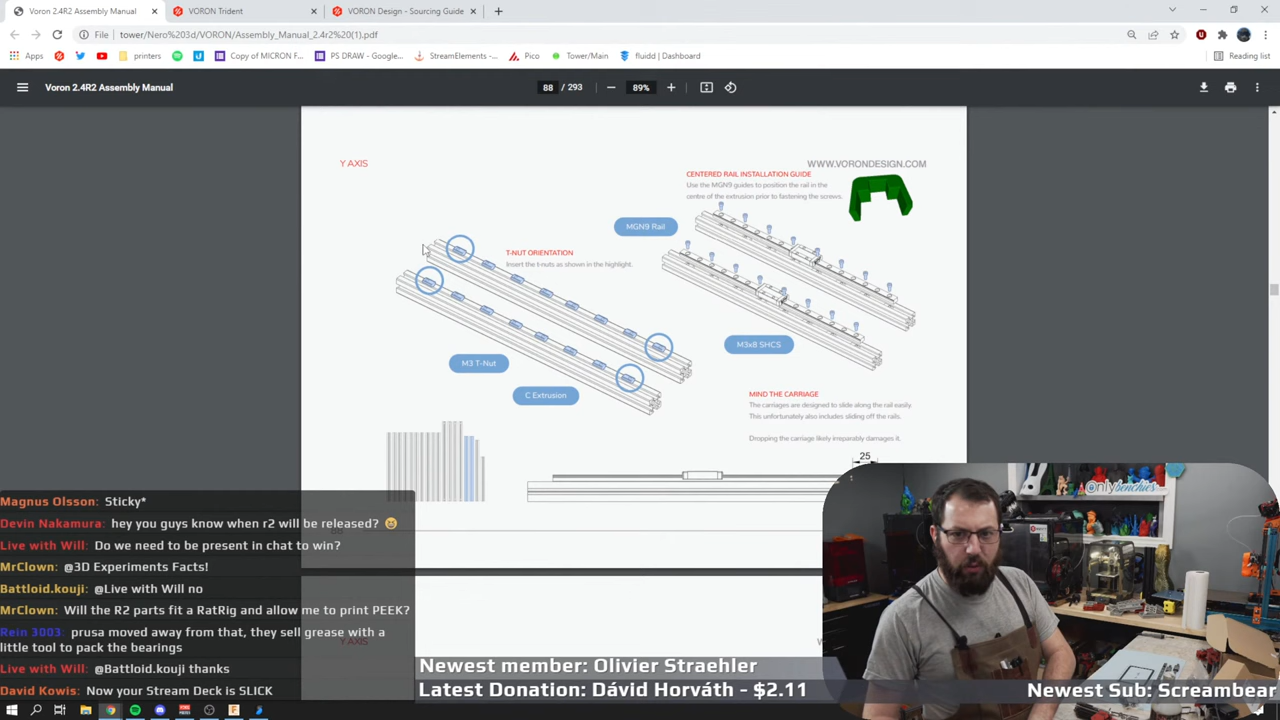 Voron 2.4R2 Assembly Manual
VORON Trident
VORON Design - Sourcing Guide
File
tower/Nero%203d/VORON/Assembly_Manual_2.4r2%20(1).pdf
Apps
printers
Copy of MICRON F...
PS DRAW - Google...
StreamElements -...
Pico
Tower/Main
fluidd | Dashboard
Reading list
Voron 2.4R2 Assembly Manual
88 / 293
89%
Y AXIS
WWW.VORONDESIGN.COM
CENTERED RAIL INSTALLATION GUIDE
Use the MGN9 guides to position the rail in the
centre of the extrusion prior to fastening the screws.
MGN9 Rail
T-NUT ORIENTATION
Insert the t-nuts as shown in the highlight.
M3x8 SHCS
M3 T-Nut
C Extrusion
MIND THE CARRIAGE
The carriages are designed to slide along the rail easily.
This unfortunately also includes sliding off the rails.
Dropping the carriage likely irreparably damages it.
25
Magnus Olsson: Sticky*
Devin Nakamura: hey you guys know when r2 will be released? 😆
Live with Will: Do we need to be present in chat to win?
MrClown: @3D Experiments Facts!
Battloid.kouji: @Live with Will no
MrClown: Will the R2 parts fit a RatRig and allow me to print PEEK?
Rein 3003: prusa moved away from that, they sell grease with a
little tool to pack the bearings
Live with Will: @Battloid.kouji thanks
David Kowis: Now your Stream Deck is SLICK
Y AXIS
@onlybenchies
Newest member: Olivier Straehler
Latest Donation: Dávid Horváth - $2.11
Newest Sub: Screambear